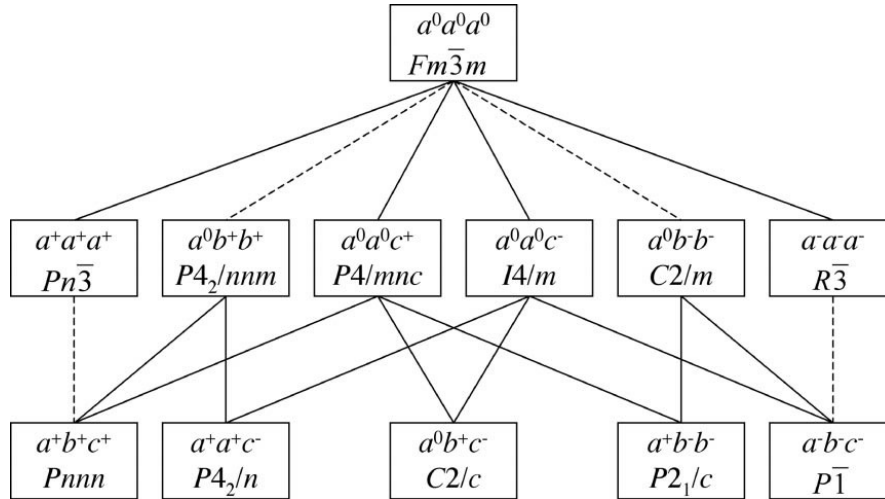 a⁰a⁰a⁰
Fm3̅m
a⁺a⁺a⁺
Pn3̅
a⁰b⁺b⁺
P4₂/nnm
a⁰a⁰c⁺
P4/mnc
a⁰a⁰c⁻
I4/m
a⁰b⁻b⁻
C2/m
a⁻a⁻a⁻
R3̅
a⁺b⁺c⁺
Pnnn
a⁺a⁺c⁻
P4₂/n
a⁰b⁺c⁻
C2/c
a⁺b⁻b⁻
P2₁/c
a⁻b⁻c⁻
P1̅